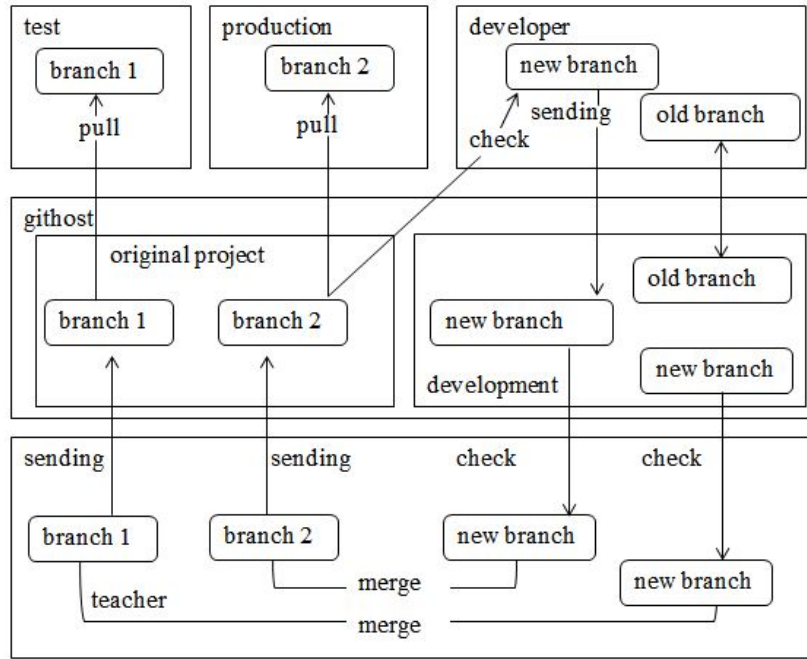 test
branch 1
pull
production
branch 2
pull
developer
new branch
sending
check
old branch
githost
original project
branch 1
branch 2
old branch
new branch
development
new branch
sending
sending
check
check
branch 1
branch 2
new branch
new branch
teacher
merge
merge